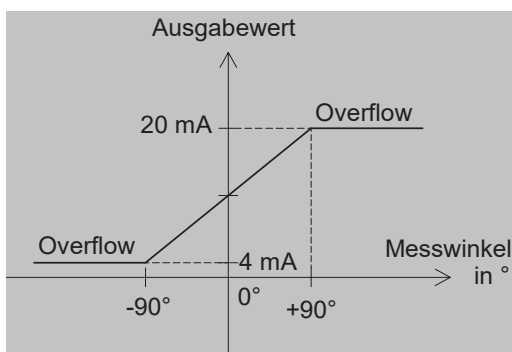 Ausgabewert
Overflow
20 mA
Overflow
Messwinkel
in °
4 mA
0°
-90°
+90°